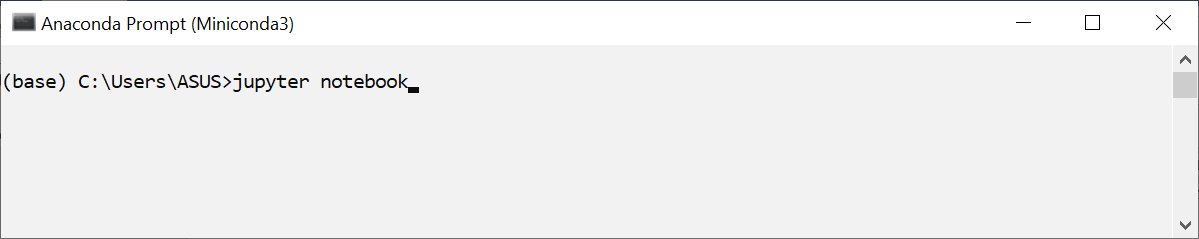 Anaconda Prompt (Miniconda3)
(base) C:\Users\ASUS>jupyter notebook